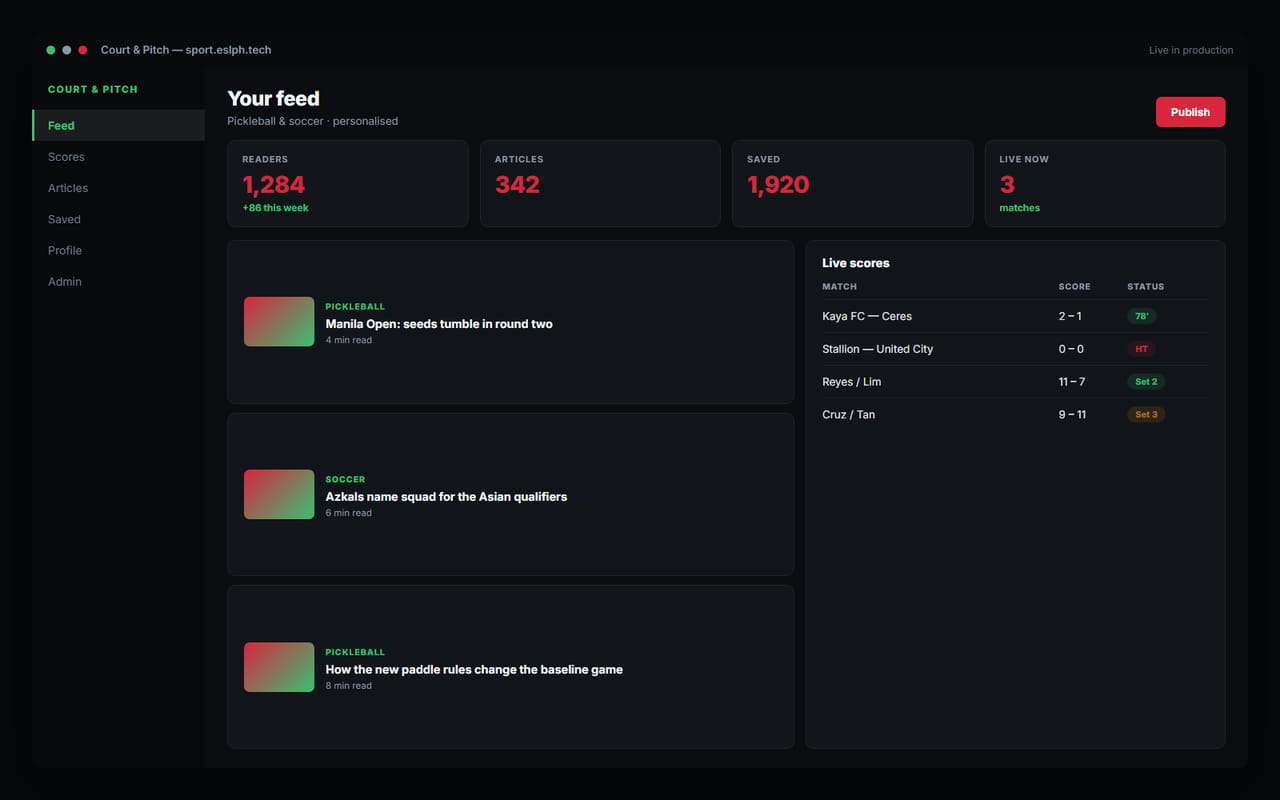 Court & Pitch — sport.eslph.tech
Live in production
COURT & PITCH
Feed
Scores
Articles
Saved
Profile
Admin
Your feed
Pickleball & soccer · personalised
Publish
READERS
1,284
+86 this week
ARTICLES
342
SAVED
1,920
LIVE NOW
3
matches
PICKLEBALL
Manila Open: seeds tumble in round two
4 min read
SOCCER
Azkals name squad for the Asian qualifiers
6 min read
PICKLEBALL
How the new paddle rules change the baseline game
8 min read
Live scores
MATCH SCORE STATUS
Kaya FC — Ceres 2 – 1 78'
Stallion — United City 0 – 0 HT
Reyes / Lim 11 – 7 Set 2
Cruz / Tan 9 – 11 Set 3